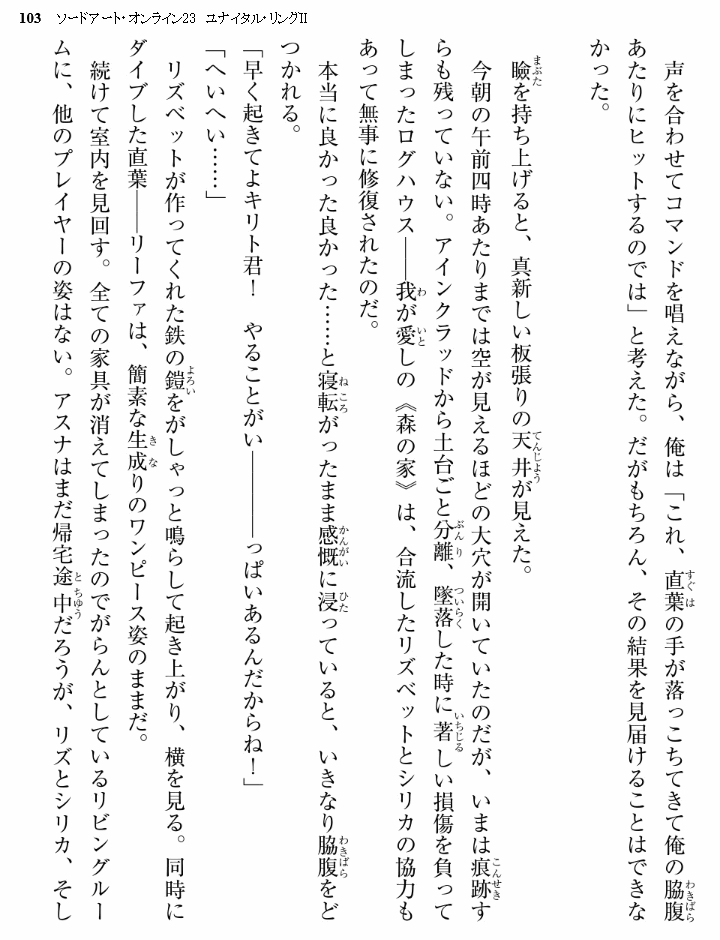 103 ソードアート・オンライン23 ユナイタル・リングII
声を合わせてコマンドを唱えながら、俺は「これ、直葉の手が落っこちてきて俺の脇腹
あたりにヒットするのでは」と考えた。だがもちろん、その結果を見届けることはできな
かった。
瞼を持ち上げると、真新しい板張りの天井が見えた。
今朝の午前四時あたりまでは空が見えるほどの大穴が開いていたのだが、いまは痕跡す
らも残っていない。アインクラッドから土台ごと分離、墜落した時に著しい損傷を負って
しまったログハウス――我が愛しの《森の家》は、合流したリズベットとシリカの協力も
あって無事に修復されたのだ。
本当に良かった良かった……と寝転がったまま感慨に浸っていると、いきなり脇腹をど
つかれる。
「早く起きてよキリト君！　やることがい――――っぱいあるんだからね！」
「へいへい……」
リズベットが作ってくれた鉄の鎧をがしゃっと鳴らして起き上がり、横を見る。同時に
ダイブした直葉――リーファは、簡素な生成りのワンピース姿のままだ。
続けて室内を見回す。全ての家具が消えてしまったのでがらんとしているリビングルー
ムに、他のプレイヤーの姿はない。アスナはまだ帰宅途中だろうが、リズとシリカ、そし